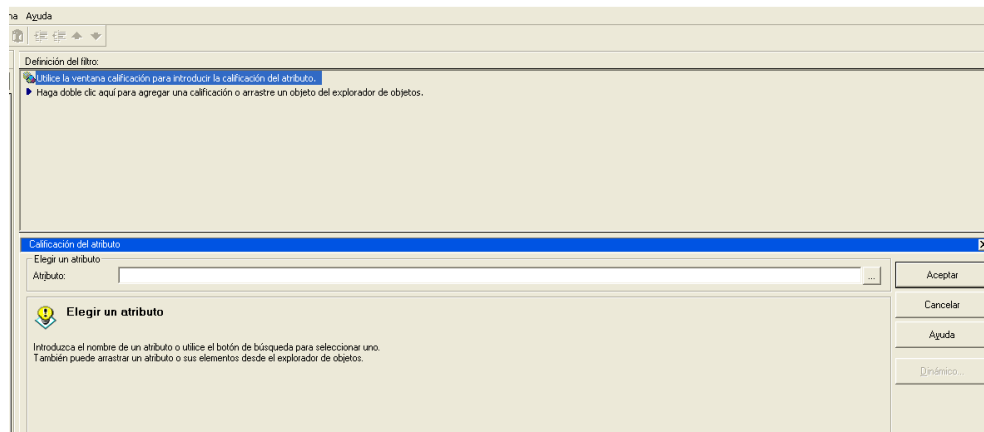 na Ayuda
Definición del filtro:
Utilice la ventana calificación para introducir la calificación del atributo.
Haga doble clic aquí para agregar una calificación o arrastre un objeto del explorador de objetos.
Calificación del atributo
Elegir un atributo
Atributo:
...
Aceptar
Elegir un atributo
Cancelar
Introduzca el nombre de un atributo o utilice el botón de búsqueda para seleccionar uno.
También puede arrastrar un atributo o sus elementos desde el explorador de objetos.
Ayuda
Dinámico...